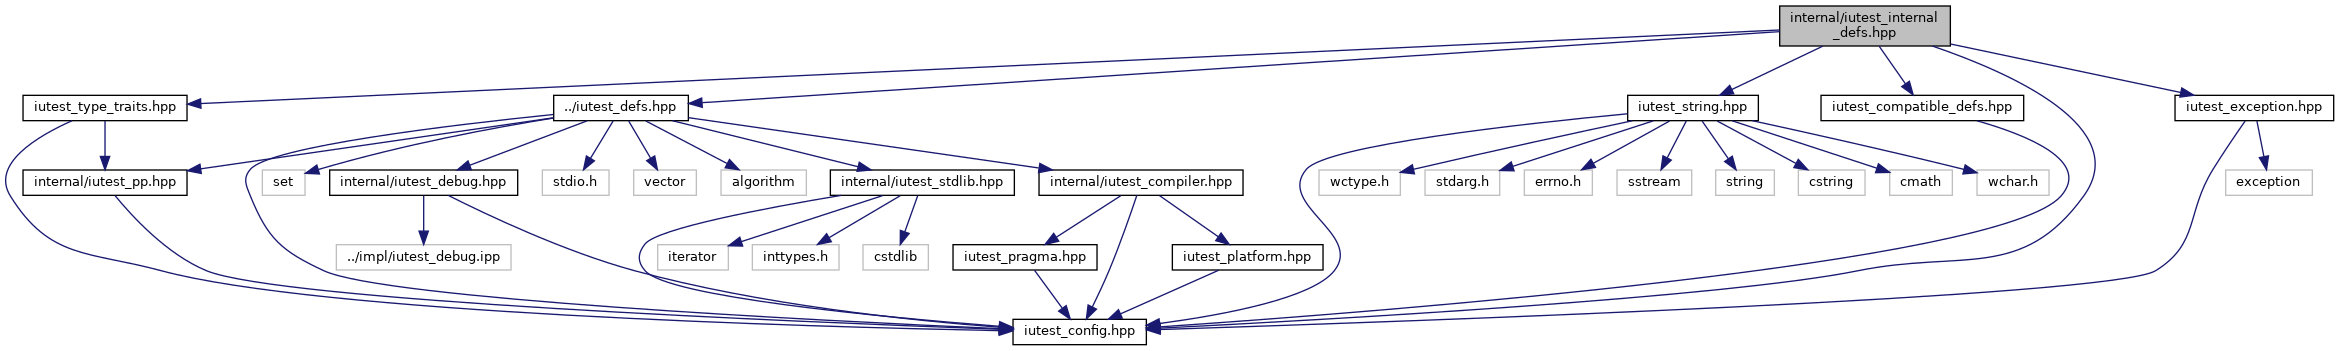 internal/iutest_internal
_defs.hpp
iutest_type_traits.hpp
../iutest_defs.hpp
iutest_string.hpp
iutest_compatible_defs.hpp
iutest_exception.hpp
internal/iutest_pp.hpp
set
internal/iutest_debug.hpp
stdio.h
vector
algorithm
internal/iutest_stdlib.hpp
internal/iutest_compiler.hpp
wctype.h
stdarg.h
errno.h
sstream
string
cstring
cmath
wchar.h
exception
../impl/iutest_debug.ipp
iterator
inttypes.h
cstdlib
iutest_pragma.hpp
iutest_platform.hpp
iutest_config.hpp